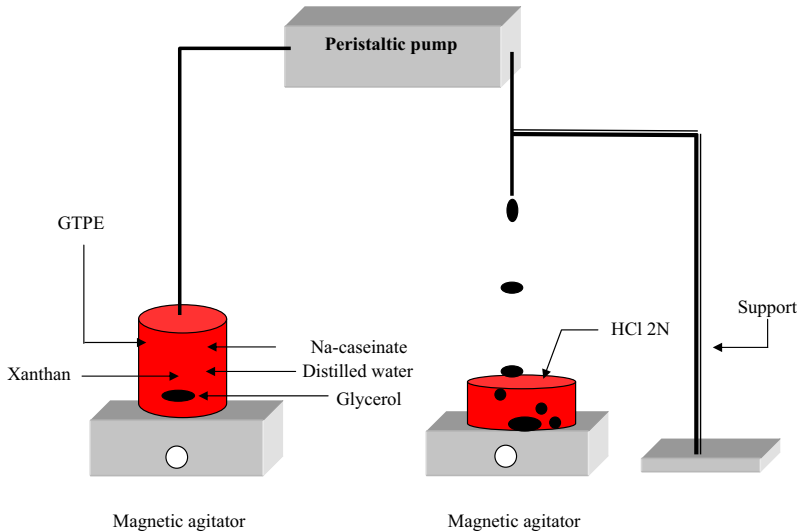 Peristaltic pump
GTPE
Support
HCl 2N
Na-caseinate
Xanthan
Distilled water
Glycerol
Magnetic agitator
Magnetic agitator